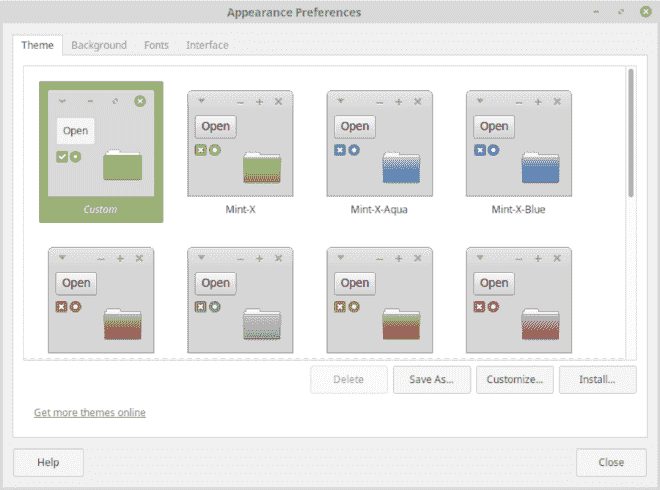 Appearance Preferences
Theme Background Fonts Interface
Open Open Open Open
Custom Mint-X Mint-X-Aqua Mint-X-Blue
Open Open Open Open
Delete Save As... Customize... Install...
Get more themes online
Help Close